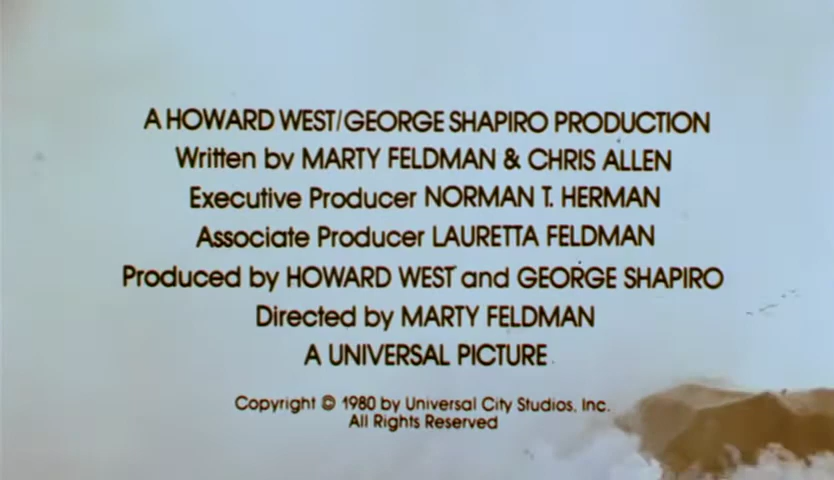 A HOWARD WEST/GEORGE SHAPIRO PRODUCTION
Written by MARTY FELDMAN & CHRIS ALLEN
Executive Producer NORMAN T. HERMAN
Associate Producer LAURETTA FELDMAN
Produced by HOWARD WEST and GEORGE SHAPIRO
Directed by MARTY FELDMAN
A UNIVERSAL PICTURE
Copyright © 1980 by Universal City Studios, Inc.
All Rights Reserved